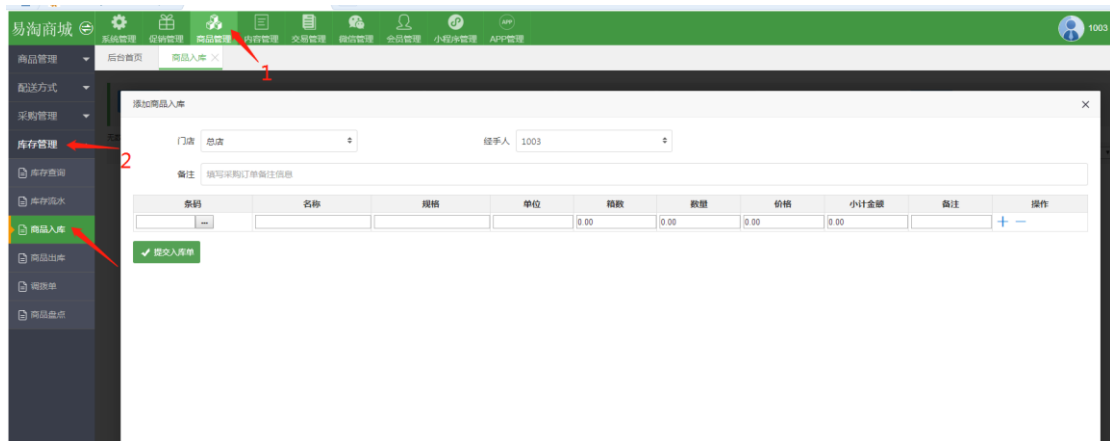 易淘商城
系统管理 促销管理 商品管理 内容管理 交易管理 微信管理 会员管理 小程序管理 APP管理
1003
商品管理
后台首页 商品入库
1
配送方式
采购管理
库存管理
2
库存查询
库存流水
商品入库
商品出库
调拨单
商品盘点
添加商品入库
门店 总店 经手人 1003
备注 填写采购订单备注信息
条码 名称 规格 单位 箱数 数量 价格 小计金额 备注 操作
... 0.00 0.00 0.00 0.00
提交入库单